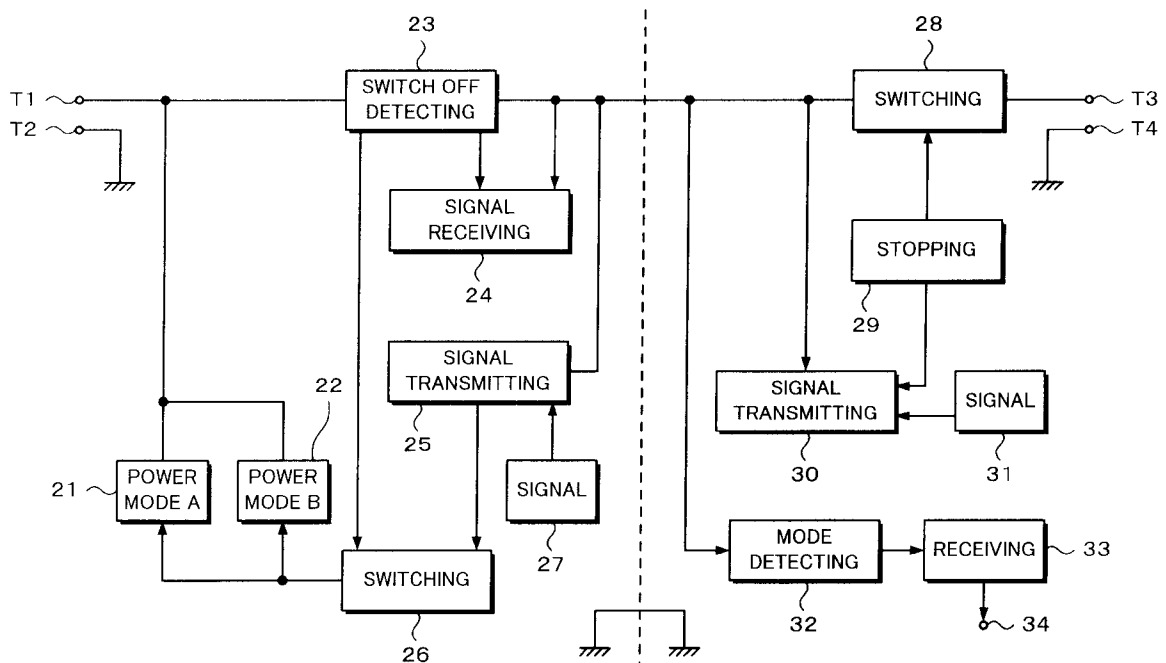 23
28
T1
SWITCH OFF
DETECTING
SWITCHING
T3
T2
T4
SIGNAL
RECEIVING
STOPPING
24
29
SIGNAL
TRANSMITTING
22
SIGNAL
TRANSMITTING
SIGNAL
25
30
31
21
POWER
MODE A
POWER
MODE B
SIGNAL
27
MODE
DETECTING
RECEIVING
33
SWITCHING
32
34
26